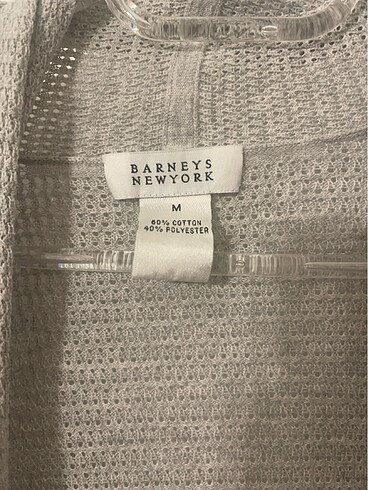 BARNEYS
NEWYORK
M
60% COTTON
40% POLYESTER